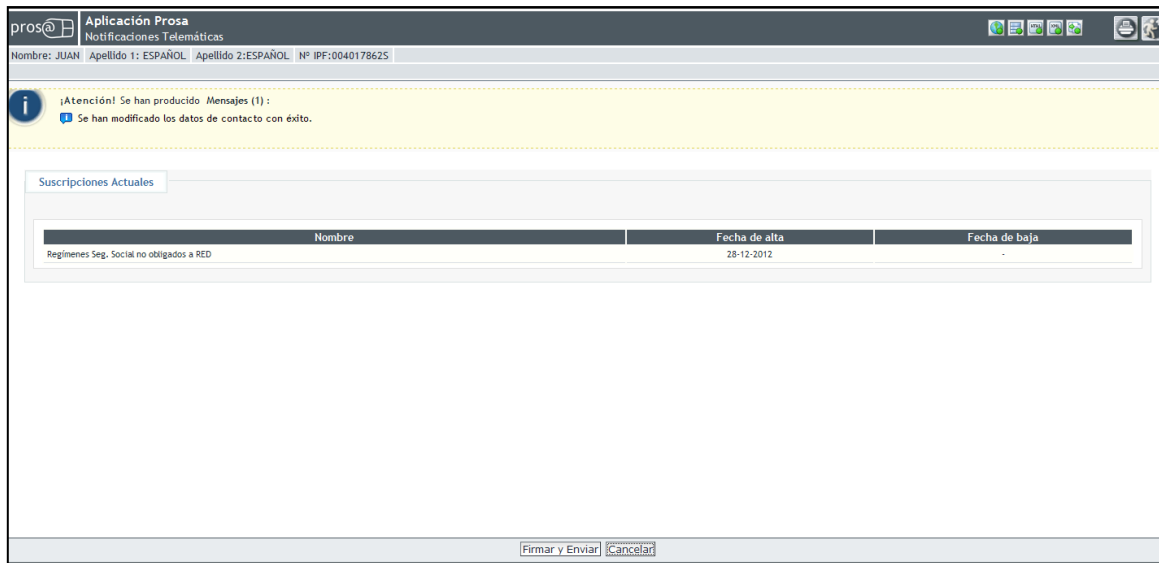 pros@ Aplicación Prosa
Notificaciones Telemáticas
Nombre: JUAN Apellido 1: ESPAÑOL Apellido 2:ESPAÑOL Nº IPF:004017862S
¡Atención! Se han producido Mensajes (1) :
Se han modificado los datos de contacto con éxito.
Suscripciones Actuales
Nombre Fecha de alta Fecha de baja
Regímenes Seg. Social no obligados a RED 28-12-2012 -
Firmar y Enviar Cancelar